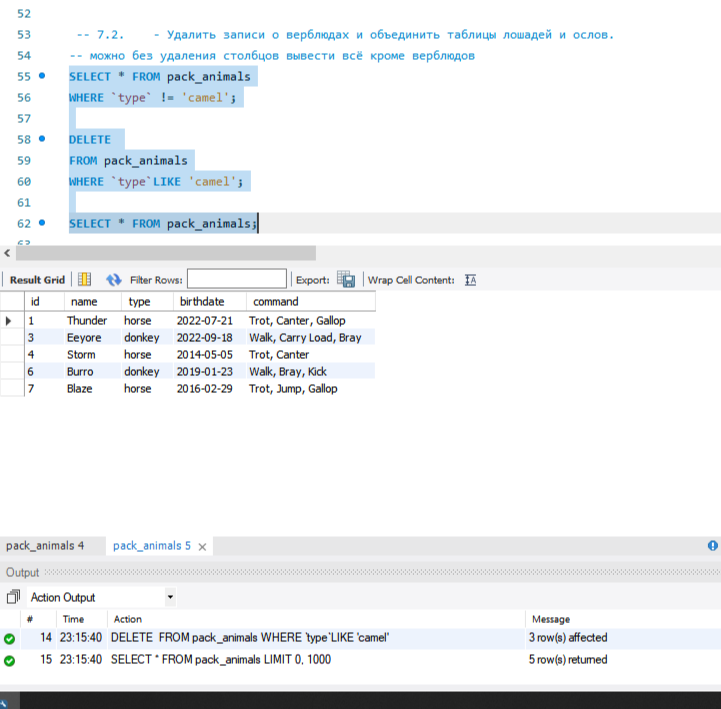 52
53 -- 7.2. - Удалить записи о верблюдах и объединить таблицы лошадей и ослов.
54 -- можно без удаления столбцов вывести всё кроме верблюдов
55 SELECT * FROM pack_animals
56 WHERE `type` != 'camel';
57
58 DELETE
59 FROM pack_animals
60 WHERE `type`LIKE 'camel';
61
62 SELECT * FROM pack_animals;
63
Result Grid Filter Rows: Export: Wrap Cell Content:
id name type birthdate command
1 Thunder horse 2022-07-21 Trot, Canter, Gallop
3 Eeyore donkey 2022-09-18 Walk, Carry Load, Bray
4 Storm horse 2014-05-05 Trot, Canter
6 Burro donkey 2019-01-23 Walk, Bray, Kick
7 Blaze horse 2016-02-29 Trot, Jump, Gallop
pack_animals 4 pack_animals 5
Output
Action Output
# Time Action Message
14 23:15:40 DELETE FROM pack_animals WHERE `type`LIKE 'camel' 3 row(s) affected
15 23:15:40 SELECT * FROM pack_animals LIMIT 0, 1000 5 row(s) returned